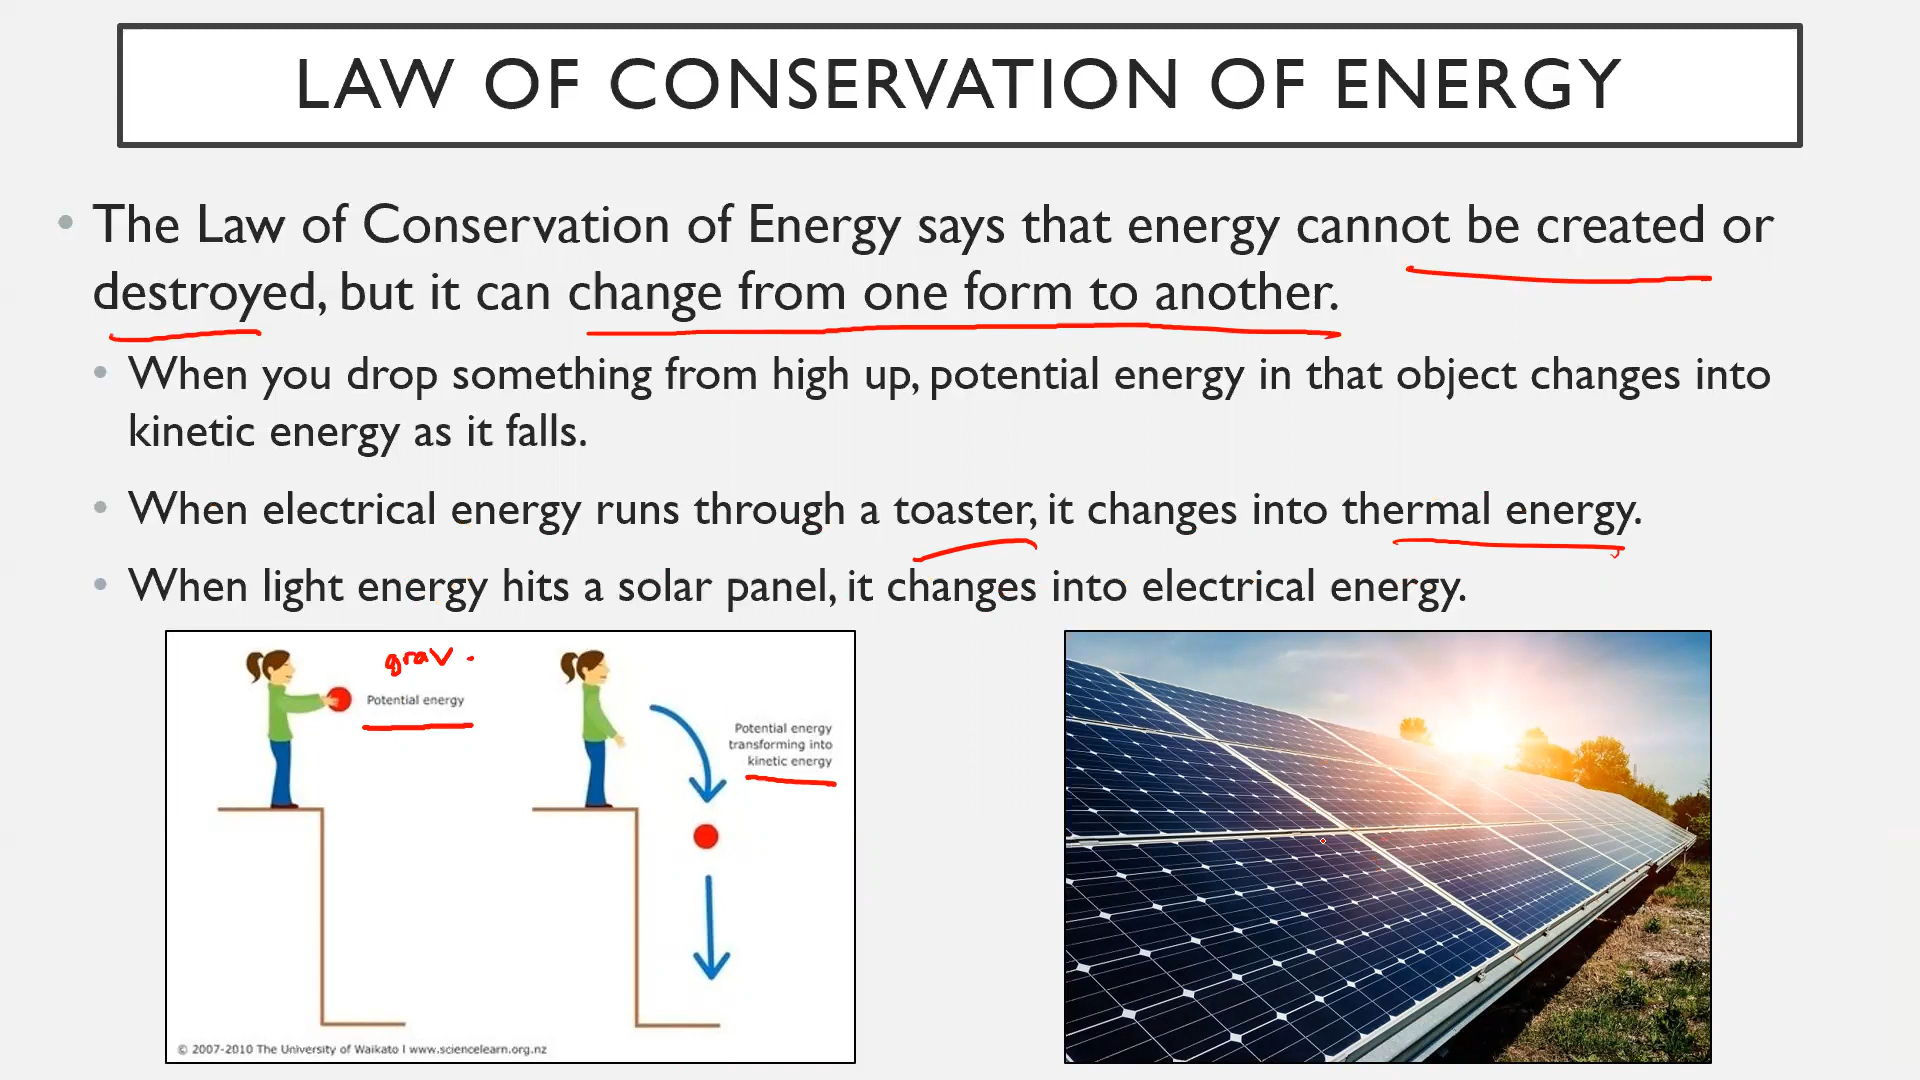 LAW OF CONSERVATION OF ENERGY
• The Law of Conservation of Energy says that energy cannot be created or
destroyed, but it can change from one form to another.
• When you drop something from high up, potential energy in that object changes into
kinetic energy as it falls.
• When electrical energy runs through a toaster, it changes into thermal energy.
• When light energy hits a solar panel, it changes into electrical energy.
grav.
Potential energy
Potential energy
transforming into
kinetic energy
© 2007-2010 The University of Waikato I www.sciencelearn.org.nz